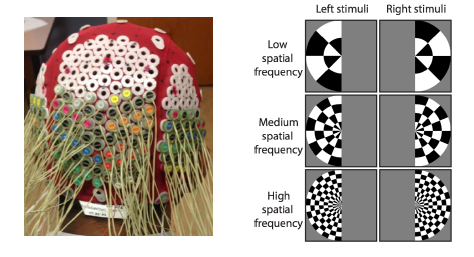 Left stimuli Right stimuli
Low
spatial
frequency
Medium
spatial
frequency
High
spatial
frequency